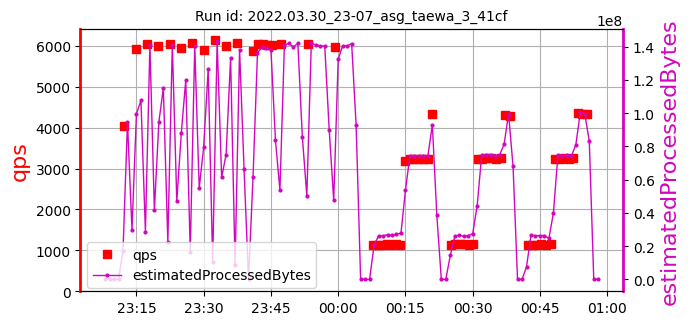 Run id: 2022.03.30_23-07_asg_taewa_3_41cf
1e8
6000
5000
4000
3000
2000
1000
0
qps
1.4
1.2
1.0
0.8
0.6
0.4
0.2
0.0
estimatedProcessedBytes
qps
estimatedProcessedBytes
23:15 23:30 23:45 00:00 00:15 00:30 00:45 01:00